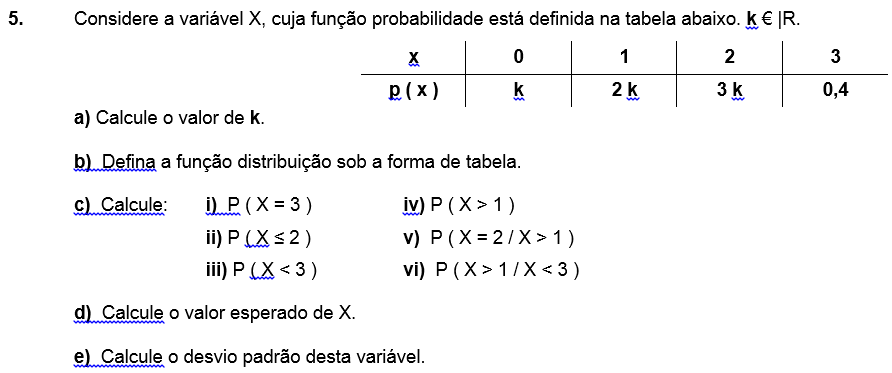 5. Considere a variável X, cuja função probabilidade está definida na tabela abaixo. k € |R.
x 0 1 2 3
p ( x ) k 2 k 3 k 0,4
a) Calcule o valor de k.
b) Defina a função distribuição sob a forma de tabela.
c) Calcule: i) P ( X = 3 ) iv) P ( X > 1 )
ii) P ( X ≤ 2 ) v) P ( X = 2 / X > 1 )
iii) P ( X < 3 ) vi) P ( X > 1 / X < 3 )
d) Calcule o valor esperado de X.
e) Calcule o desvio padrão desta variável.